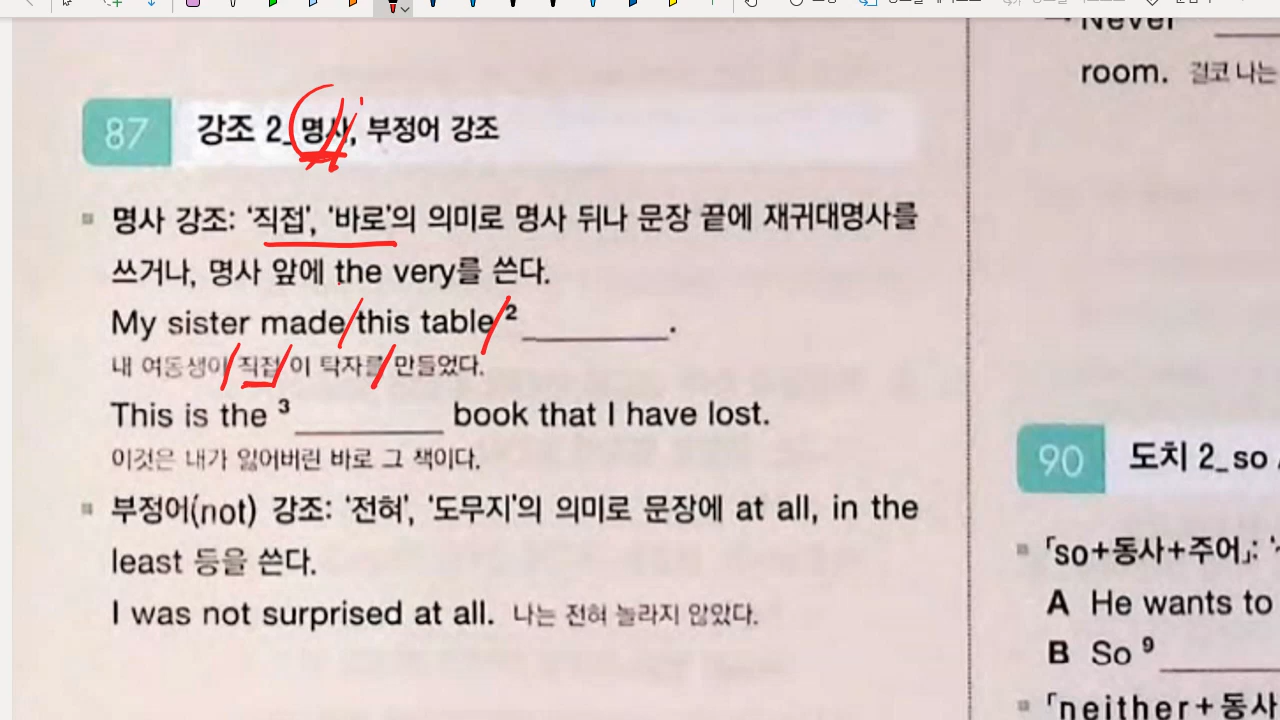 87 강조 2_명사, 부정어 강조
명사 강조: ‘직접’, ‘바로’의 의미로 명사 뒤나 문장 끝에 재귀대명사를
쓰거나, 명사 앞에 the very를 쓴다.
My sister made this table ² ________.
내 여동생이 직접 이 탁자를 만들었다.
This is the ³ ________ book that I have lost.
이것은 내가 잃어버린 바로 그 책이다.
부정어(not) 강조: ‘전혀’, ‘도무지’의 의미로 문장에 at all, in the
least 등을 쓴다.
I was not surprised at all. 나는 전혀 놀라지 않았다.
Never ____
room. 결코 나는
90 도치 2_so
「so+동사+주어」: ‘
A He wants to
B So ⁹ ________
「neither+동사